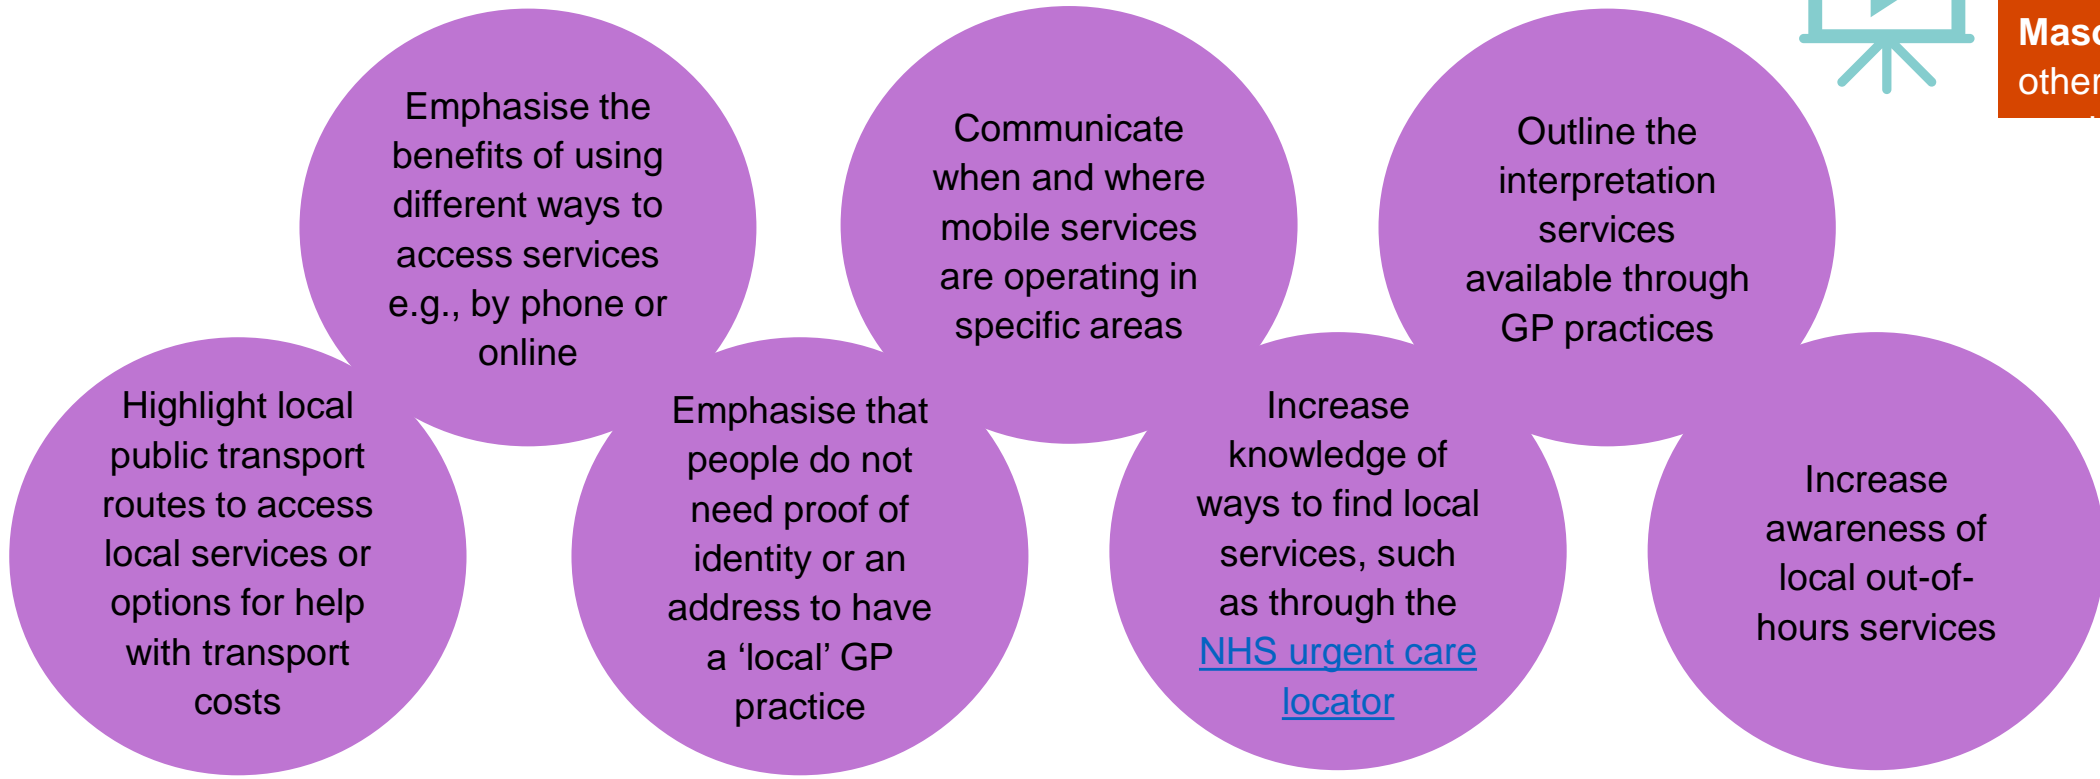 Emphasise the
benefits of using
different ways to
access services
e.g., by phone or
online
Communicate
when and where
mobile services
are operating in
specific areas
Outline the
interpretation
services
available through
GP practices
Highlight local
public transport
routes to access
local services or
options for help
with transport
costs
Emphasise that
people do not
need proof of
identity or an
address to have
a ‘local’ GP
practice
Increase
knowledge of
ways to find local
services, such
as through the
NHS urgent care
locator
Increase
awareness of
local out-of-
hours services
other